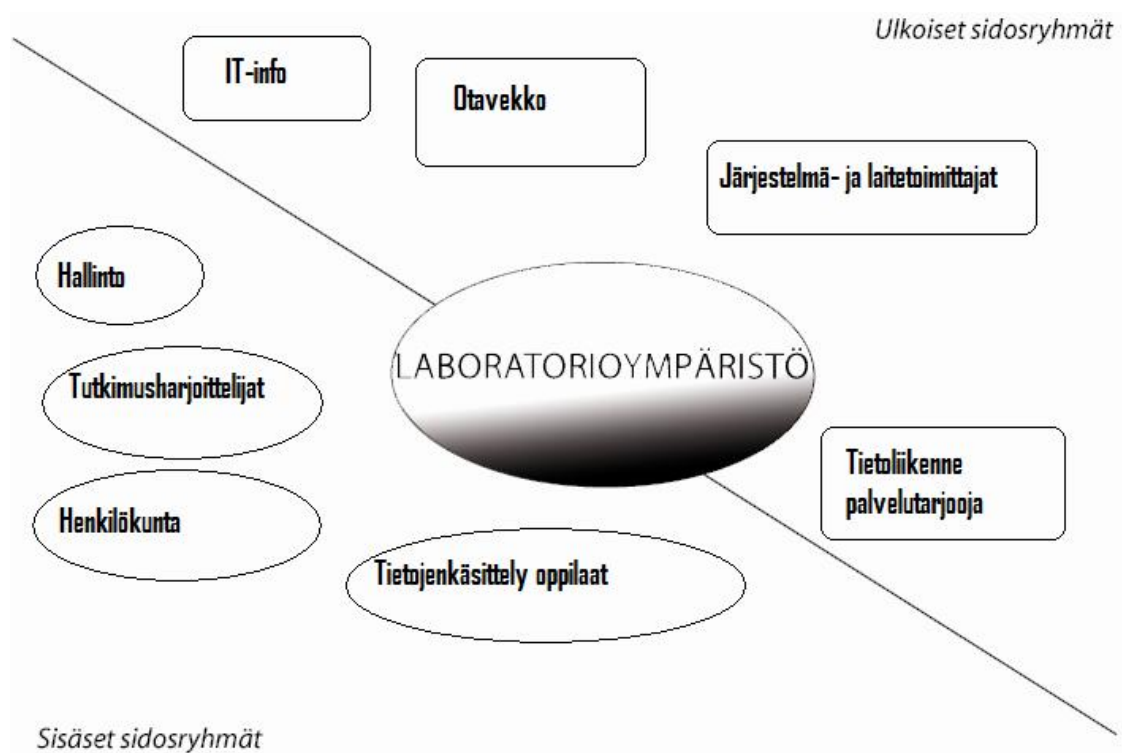 Ulkoiset sidosryhmät
IT-info
Otavekko
Järjestelmä- ja laitetoimittajat
Hallinto
LABORATORIOYMPÄRISTÖ
Tutkimusharjoittelijat
Tietoliikenne
palvelutarjooja
Henkilökunta
Tietojenkäsittely oppilaat
Sisäset sidosryhmät